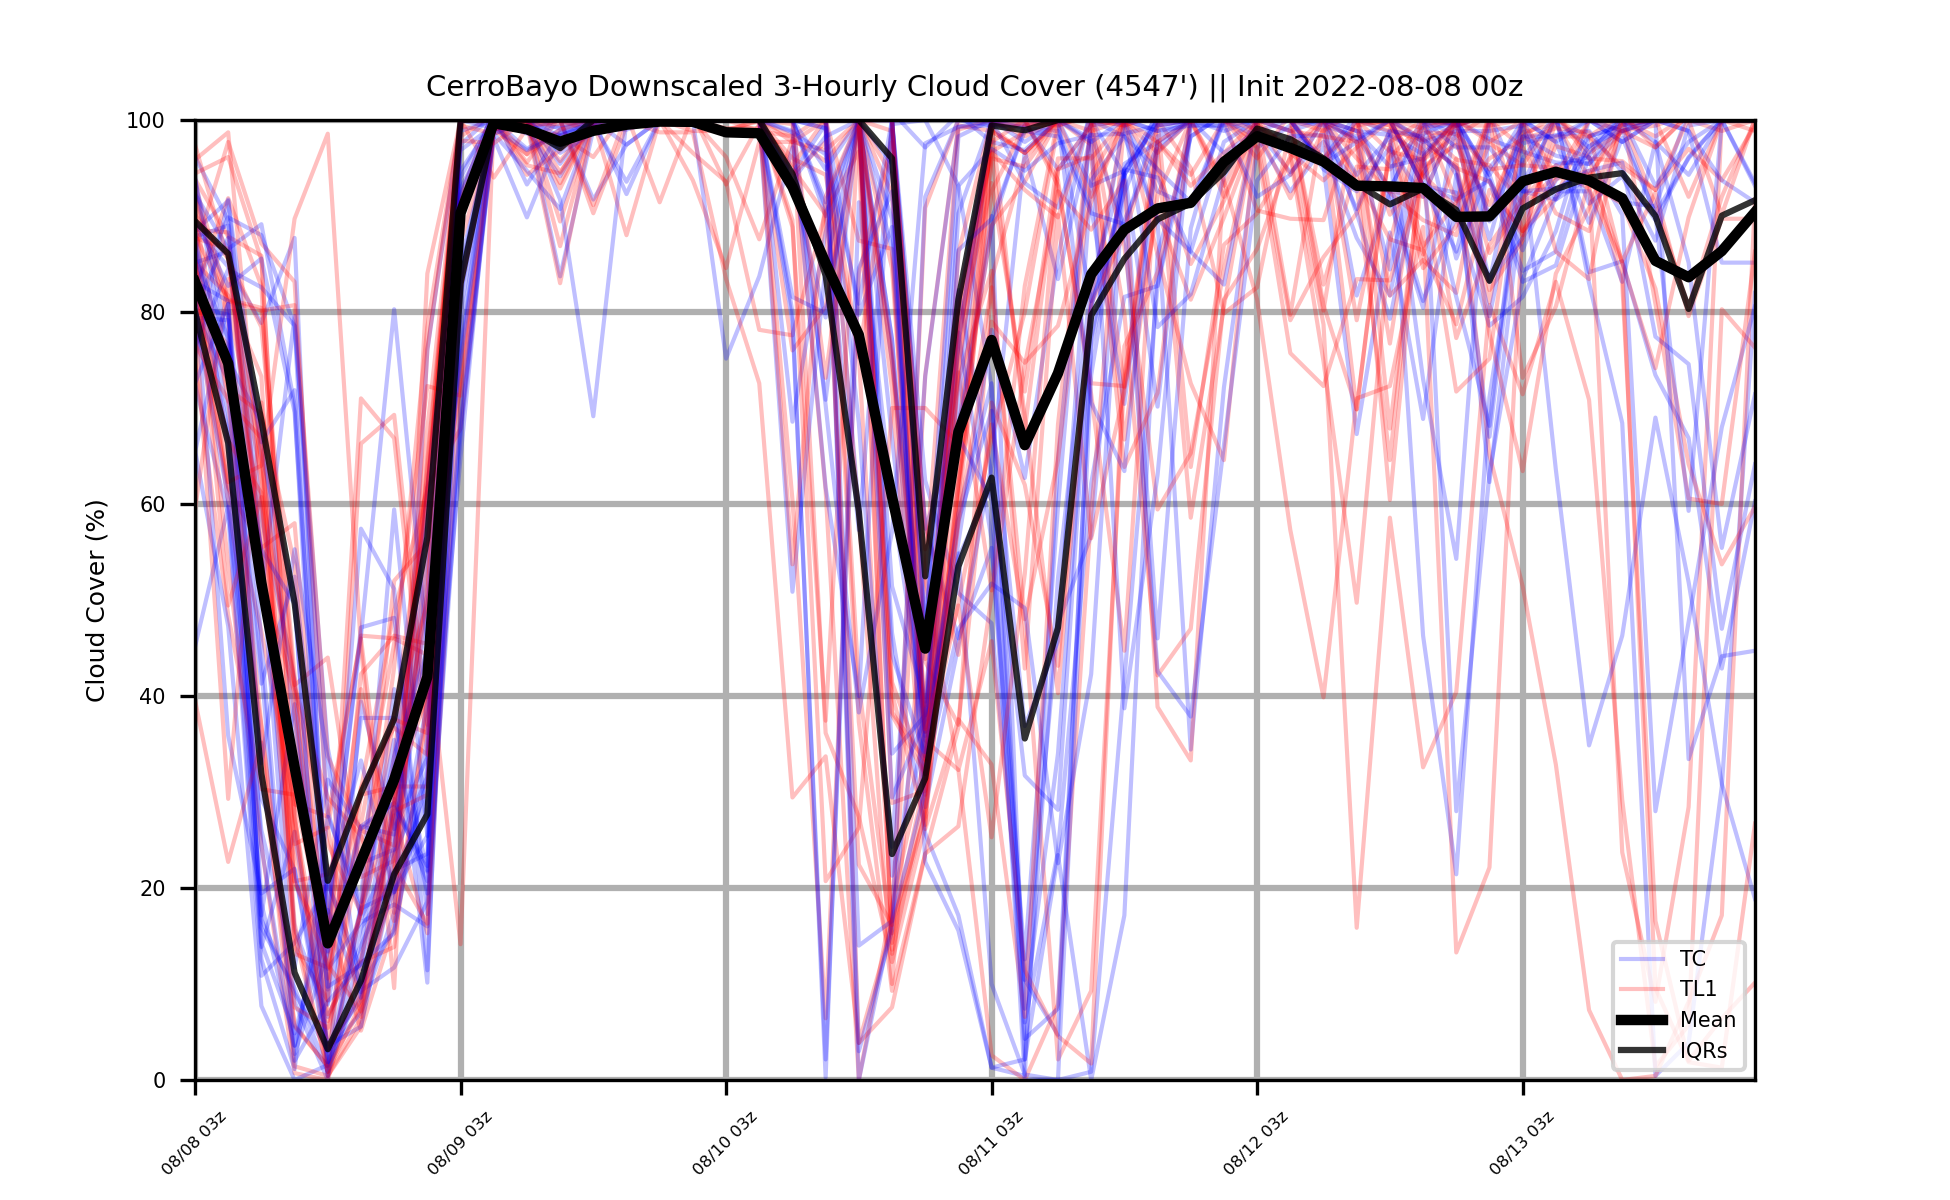 CerroBayo Downscaled 3-Hourly Cloud Cover (4547') || Init 2022-08-08 00z
Cloud Cover (%)
100
80
60
40
20
0
08/08 03z
08/09 03z
08/10 03z
08/11 03z
08/12 03z
08/13 03z
TC
TL1
Mean
IQRs